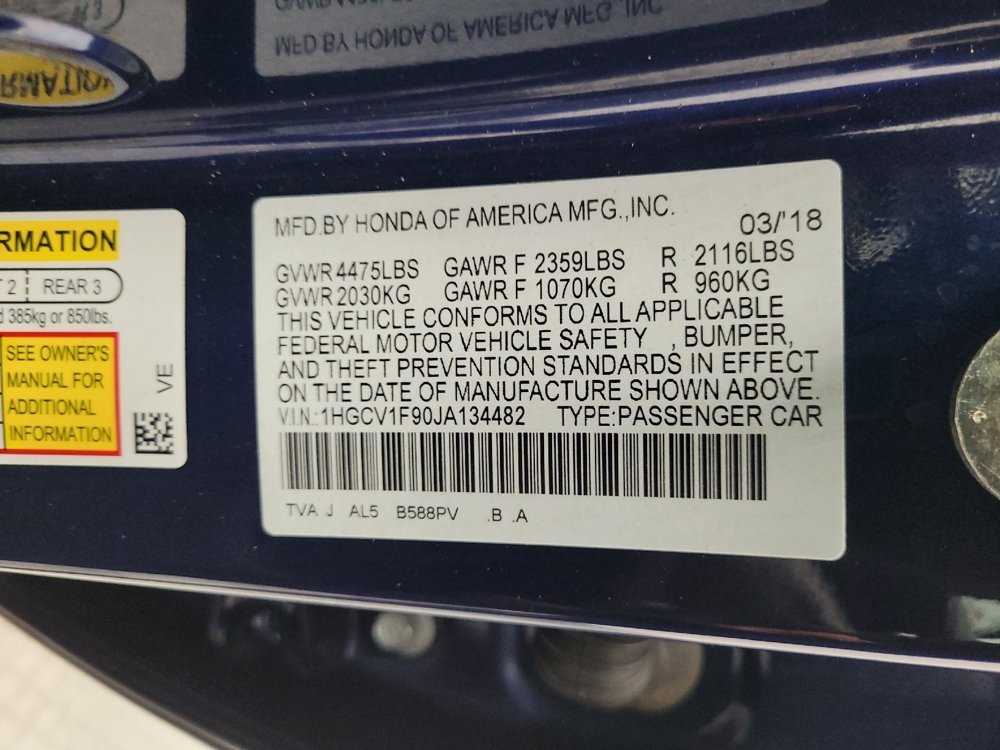 MFD BY HONDA OF AMERICA MFG., INC
RMATION
RMATION
2 REAR 3
385kg or 850lbs.
SEE OWNER'S
MANUAL FOR
ADDITIONAL
INFORMATION
VE
MFD.BY HONDA OF AMERICA MFG.,INC.
03/'18
GVWR 4475LBS GAWR F 2359LBS R 2116LBS
GVWR 2030KG GAWR F 1070KG R 960KG
THIS VEHICLE CONFORMS TO ALL APPLICABLE
FEDERAL MOTOR VEHICLE SAFETY , BUMPER,
AND THEFT PREVENTION STANDARDS IN EFFECT
ON THE DATE OF MANUFACTURE SHOWN ABOVE.
V.I.N.:1HGCV1F90JA134482 TYPE:PASSENGER CAR
TVA J AL5 B588PV .B .A